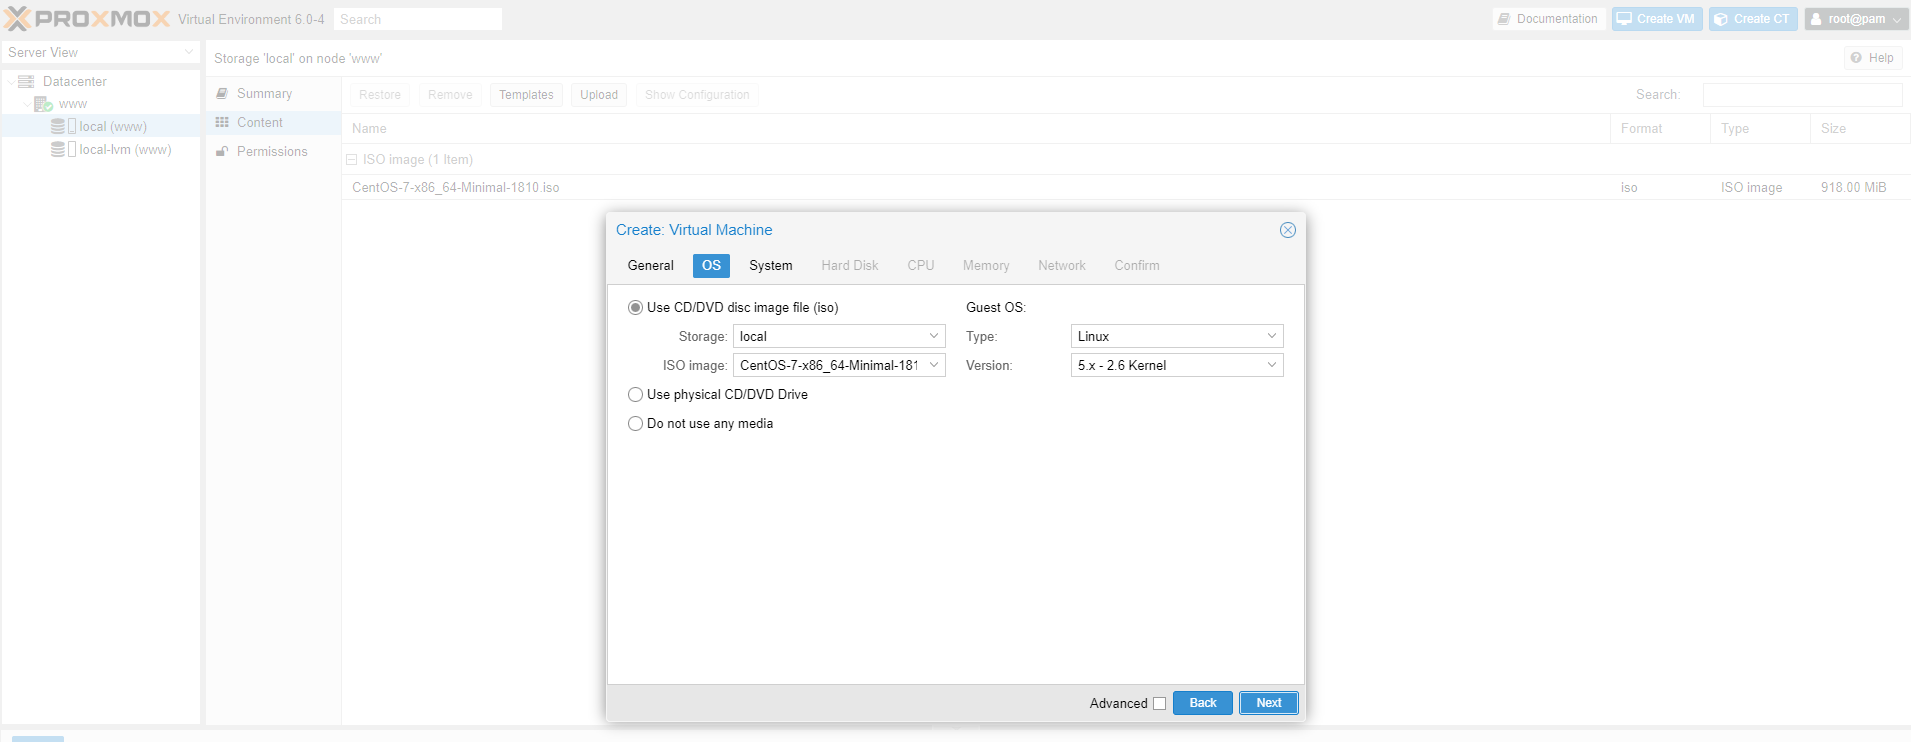 PROXMOX Virtual Environment 6.0-4 Search Documentation Create VM Create CT root@pam
Server View
Storage 'local' on node 'www' Help
Datacenter
www
local (www)
local-lvm (www)
Summary
Content
Permissions
Restore Remove Templates Upload Show Configuration Search:
Name Format Type Size
ISO image (1 Item)
CentOS-7-x86_64-Minimal-1810.iso iso ISO image 918.00 MiB
Create: Virtual Machine
General OS System Hard Disk CPU Memory Network Confirm
Use CD/DVD disc image file (iso) Guest OS:
Storage: local Type: Linux
ISO image: CentOS-7-x86_64-Minimal-181 Version: 5.x - 2.6 Kernel
Use physical CD/DVD Drive
Do not use any media
Advanced Back Next